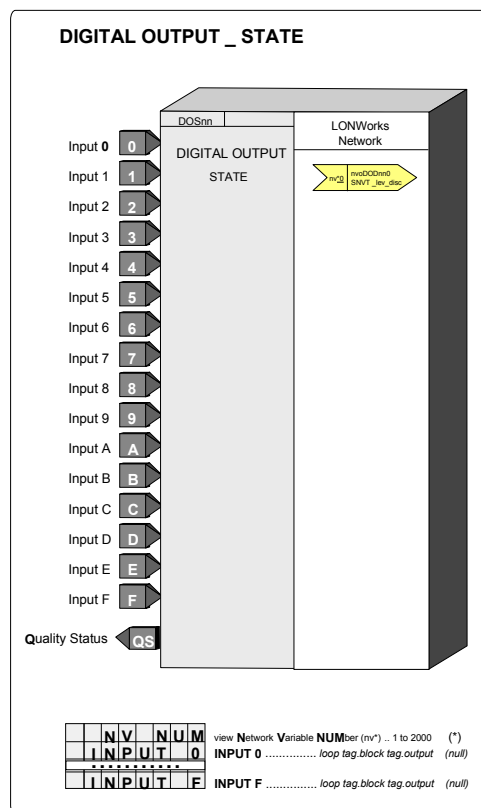 DIGITAL OUTPUT _ STATE
DOSnn
LONWorks
Network
DIGITAL OUTPUT
STATE
nv*0
nvoDODnn0
SNVT _lev_disc
Input 0 0
Input 1 1
Input 2 2
Input 3 3
Input 4 4
Input 5 5
Input 6 6
Input 7 7
Input 8 8
Input 9 9
Input A A
Input B B
Input C C
Input D D
Input E E
Input F F
Quality Status QS
NV NUM view Network Variable NUMber (nv*) .. 1 to 2000 (*)
INPUT 0 INPUT 0 ............... loop tag.block tag.output (null)
...........
INPUT F INPUT F ............... loop tag.block tag.output (null)